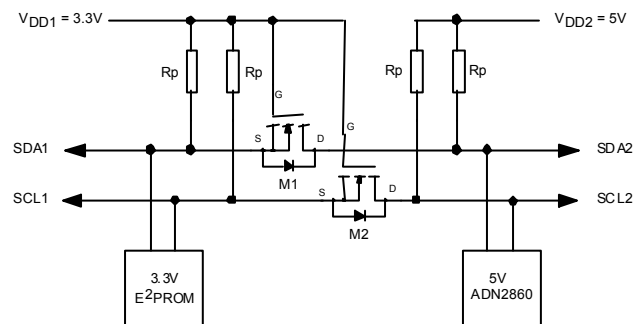 VDD1 = 3.3V
VDD2 = 5V
Rp
Rp
Rp
Rp
G
G
SDA1
S
D
SDA2
M1
SCL1
S
D
SCL2
M2
3.3V
E²PROM
5V
ADN2860